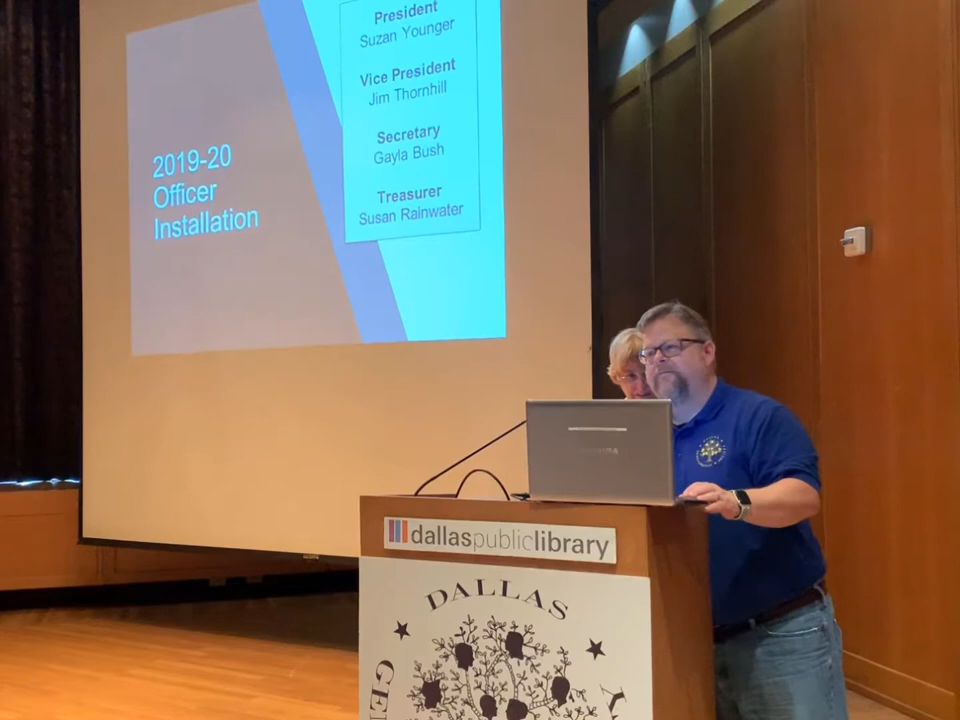 President
Suzan Younger
Vice President
Jim Thornhill
Secretary
Gayla Bush
Treasurer
Susan Rainwater
2019-20
Officer
Installation
dallaspubliclibrary
DALLAS